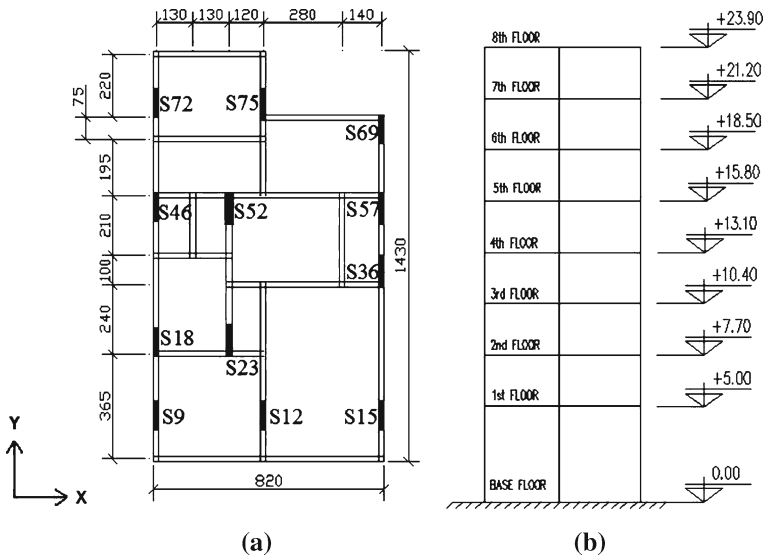 130 130 120 280 140
220
75
195
210
100
240
365
1430
820
S72
S75
S69
S46
S52
S57
S36
S18
S23
S9
S12
S15
Y
X
(a)
8th FLOOR
+23.90
7th FLOOR
+21.20
6th FLOOR
+18.50
5th FLOOR
+15.80
4th FLOOR
+13.10
3rd FLOOR
+10.40
2nd FLOOR
+7.70
1st FLOOR
+5.00
BASE FLOOR
0.00
(b)